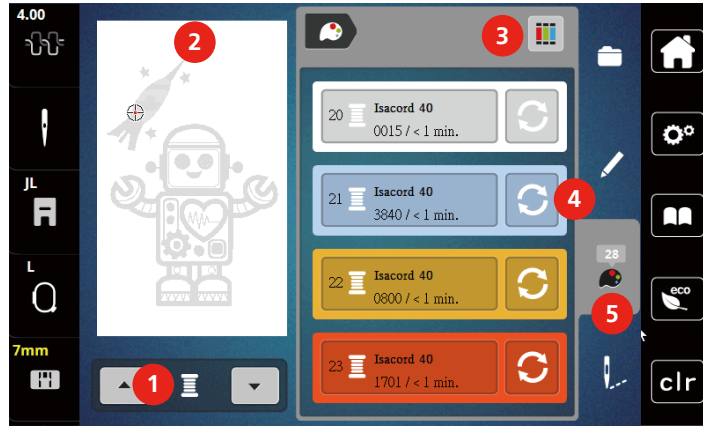 4.00
2
3
20 Isacord 40
0015 / < 1 min.
JL
21 Isacord 40
3840 / < 1 min.
4
28
L
22 Isacord 40
0800 / < 1 min.
eco
5
7mm
23 Isacord 40
1701 / < 1 min.
1
clr